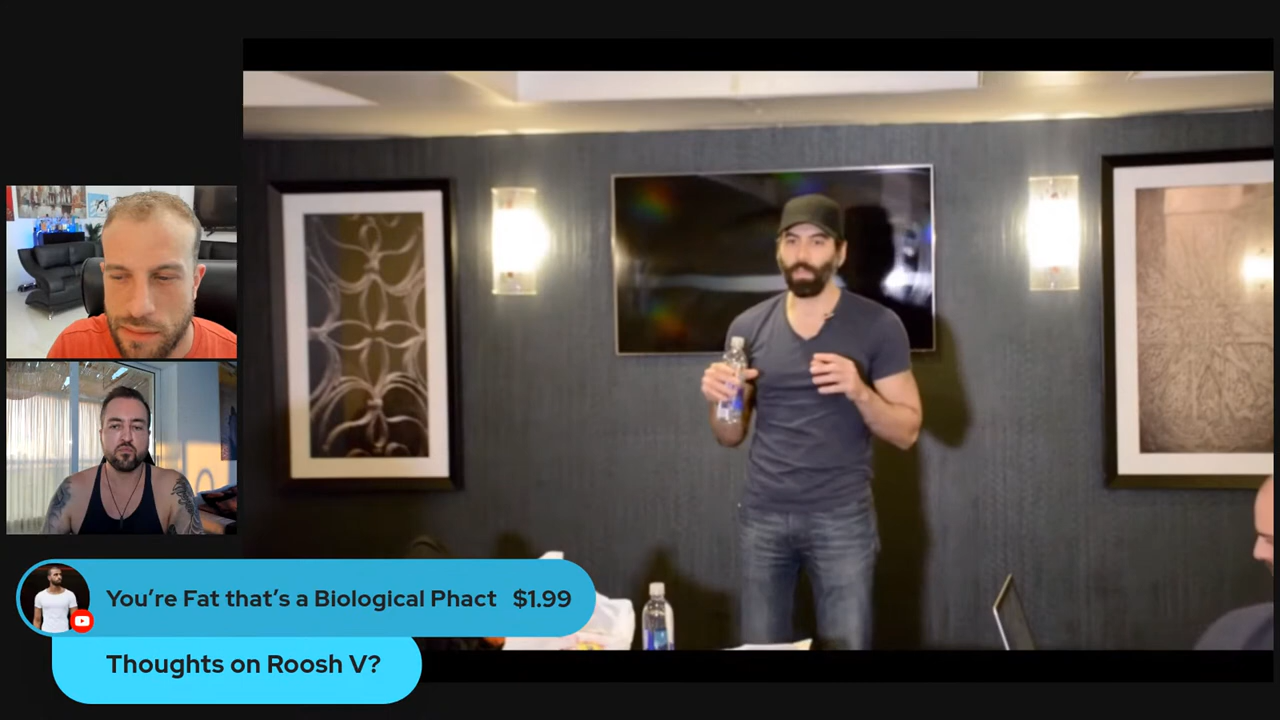 You’re Fat that’s a Biological Phact $1.99
Thoughts on Roosh V?